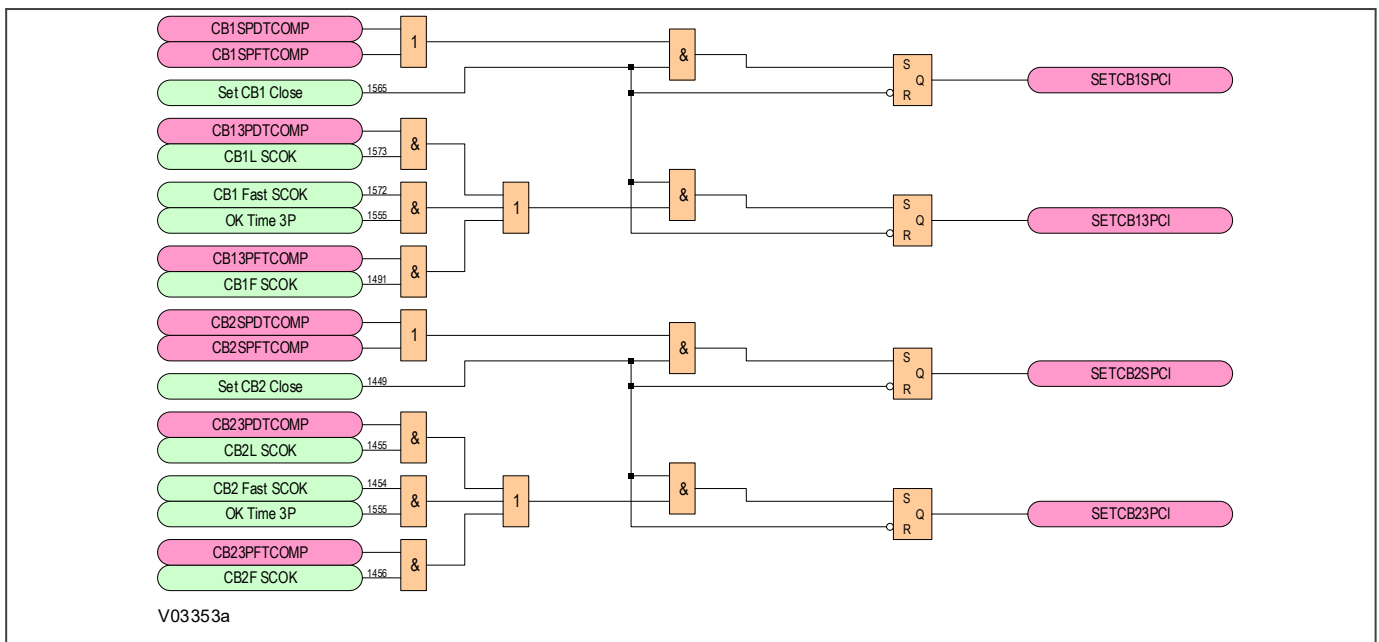 CB1SPDTCOMP
CB1SPFTCOMP
1
&
S
Q
R
SETCB1SPCI
Set CB1 Close
1565
CB13PDTCOMP
CB1L SCOK
1573
&
CB1 Fast SCOK
1572
OK Time 3P
1555
&
1
&
S
Q
R
SETCB13PCI
CB13PFTCOMP
CB1F SCOK
1491
&
CB2SPDTCOMP
CB2SPFTCOMP
1
&
S
Q
R
SETCB2SPCI
Set CB2 Close
1449
CB23PDTCOMP
CB2L SCOK
1455
&
CB2 Fast SCOK
1454
OK Time 3P
1555
&
1
&
S
Q
R
SETCB23PCI
CB23PFTCOMP
CB2F SCOK
1456
&
V03353a